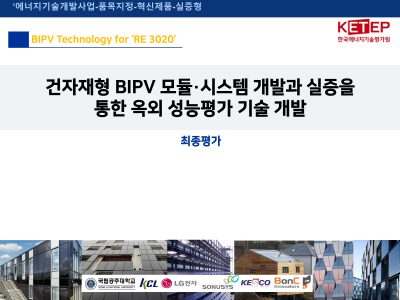 '에너지기술개발사업-품목지정-혁신제품-실증형
BIPV Technology for 'RE 3020'
KETEP
한국에너지기술평가원
건자재형 BIPV 모듈·시스템 개발과 실증을
통한 옥외 성능평가 기술 개발
최종평가
국립공주대학교
KCL
LG전자
SONUSYS
KEPCO
BonC
Innovators